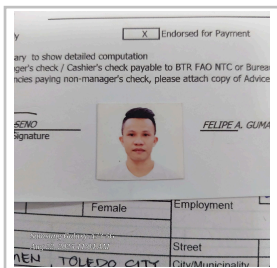 y
X Endorsed for Payment
ary to show detailed computation
ger's check / Cashier's check payable to BTR FAO NTC or Burea
ncies paying non-manager's check, please attach copy of Advice
SENO
FELIPE A. GUMA
Signature
Female
Employment
Street
MEN, TOLEDO CITY
City/Municipality